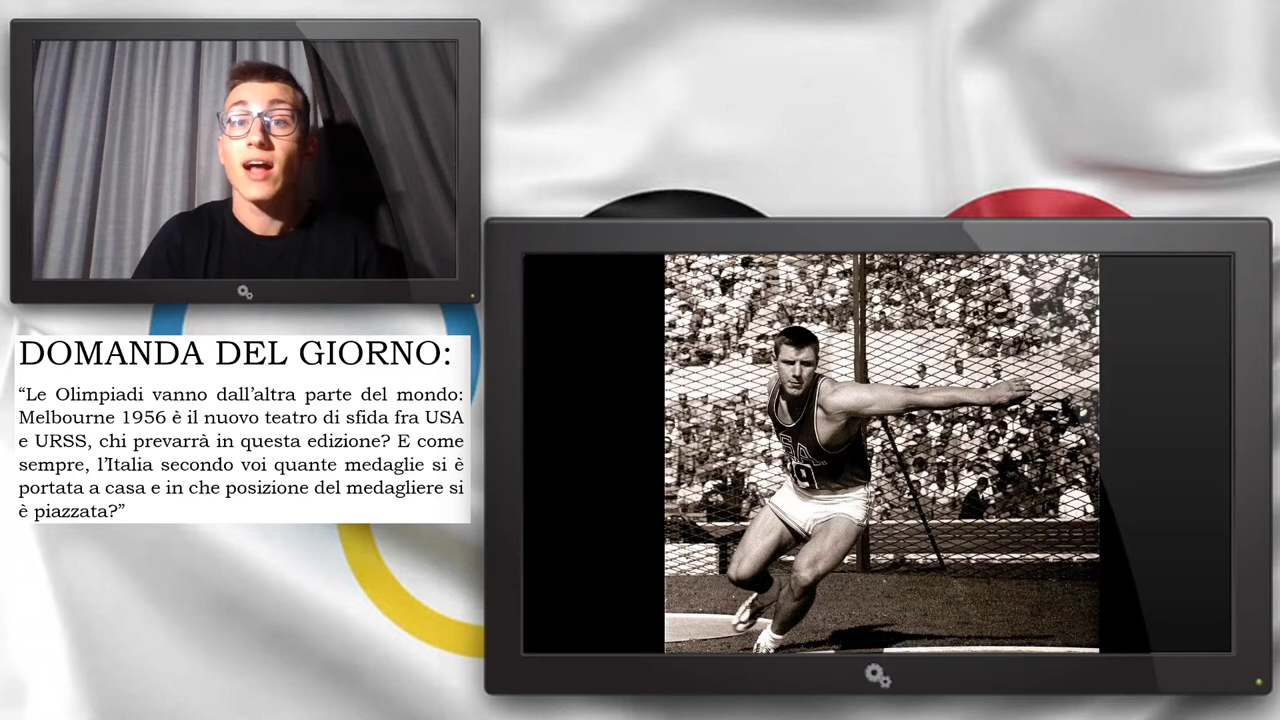 DOMANDA DEL GIORNO:
“Le Olimpiadi vanno dall’altra parte del mondo:
Melbourne 1956 è il nuovo teatro di sfida fra USA
e URSS, chi prevarrà in questa edizione? E come
sempre, l’Italia secondo voi quante medaglie si è
portata a casa e in che posizione del medagliere si
è piazzata?”